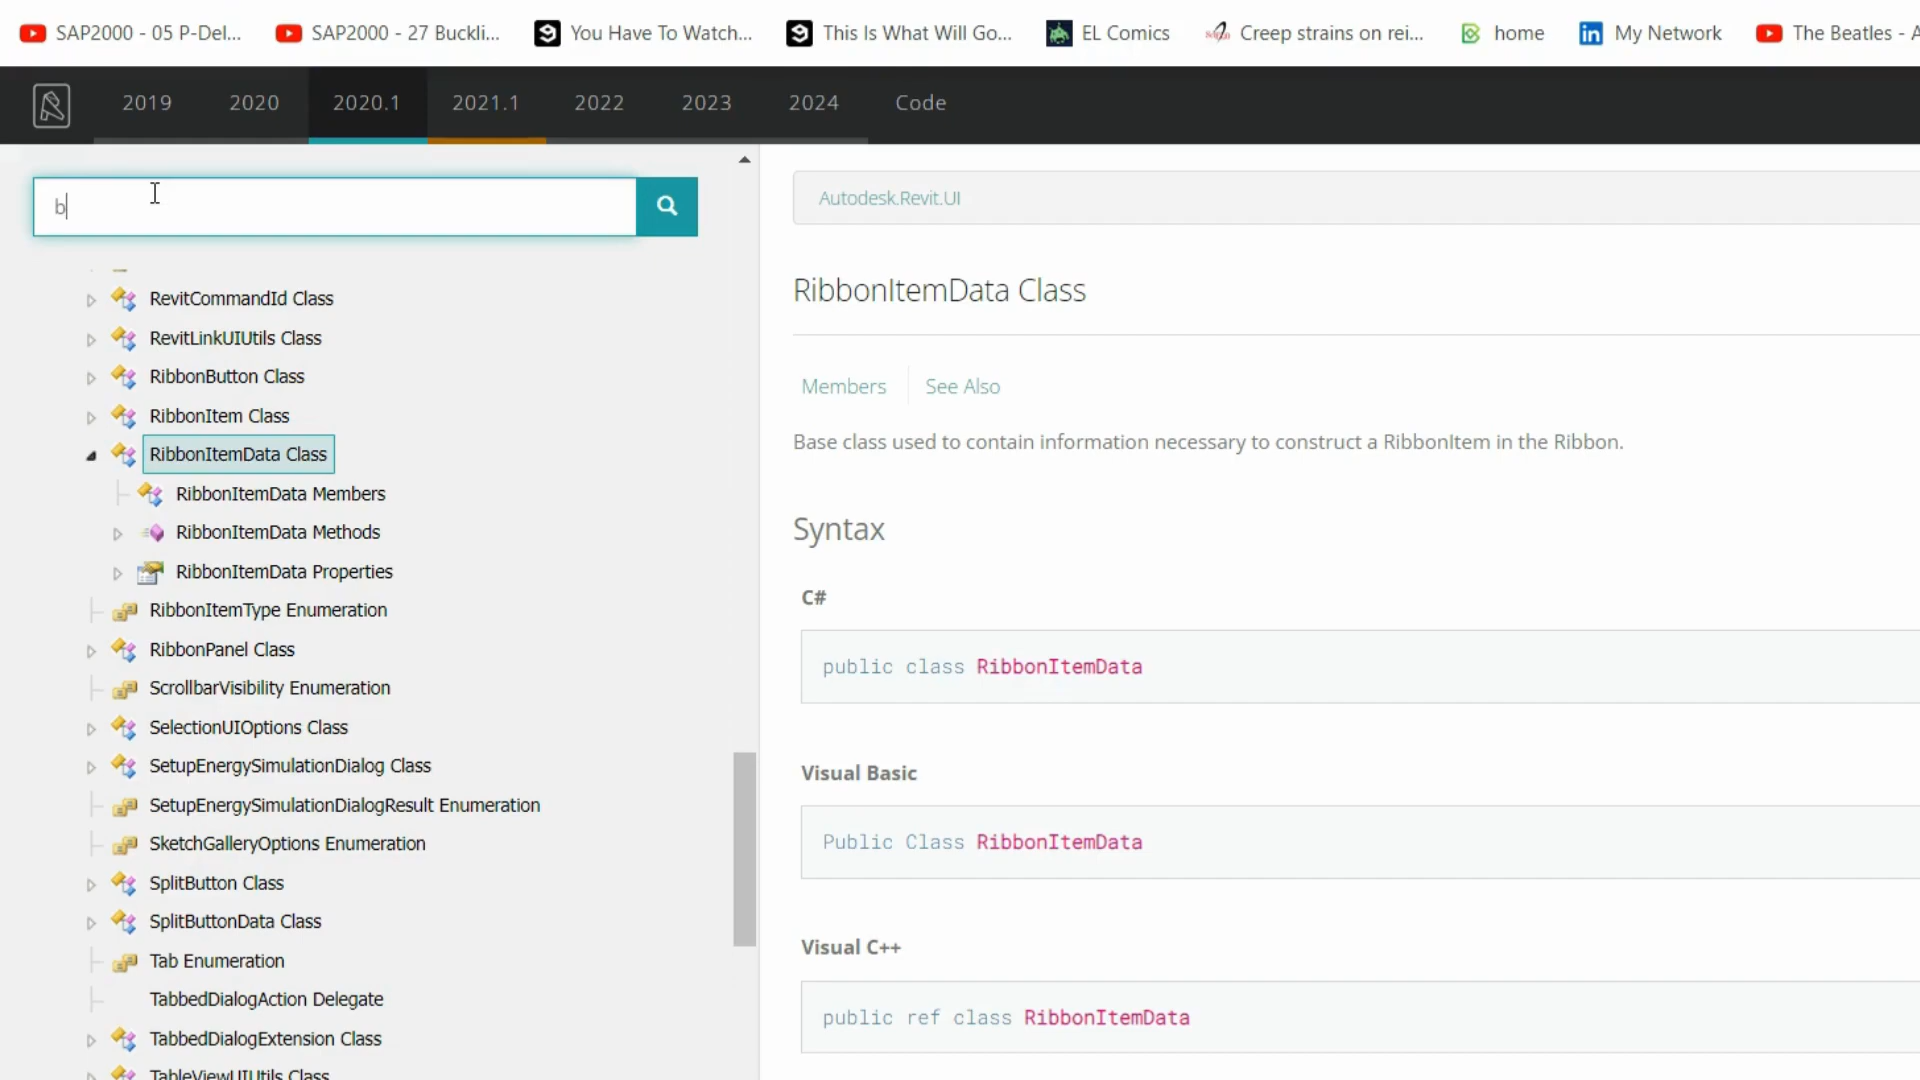 SAP2000 - 05 P-Del...
SAP2000 - 27 Buckli...
You Have To Watch...
This Is What Will Go...
EL Comics
Creep strains on rei...
home
My Network
The Beatles - A
2019
2020
2020.1
2021.1
2022
2023
2024
Code
b
RevitCommandId Class
RevitLinkUIUtils Class
RibbonButton Class
RibbonItem Class
RibbonItemData Class
RibbonItemData Members
RibbonItemData Methods
RibbonItemData Properties
RibbonItemType Enumeration
RibbonPanel Class
ScrollbarVisibility Enumeration
SelectionUIOptions Class
SetupEnergySimulationDialog Class
SetupEnergySimulationDialogResult Enumeration
SketchGalleryOptions Enumeration
SplitButton Class
SplitButtonData Class
Tab Enumeration
TabbedDialogAction Delegate
TabbedDialogExtension Class
TableViewUIUtils Class
Autodesk.Revit.UI
RibbonItemData Class
Members
See Also
Base class used to contain information necessary to construct a RibbonItem in the Ribbon.
Syntax
C#
public class RibbonItemData
Visual Basic
Public Class RibbonItemData
Visual C++
public ref class RibbonItemData